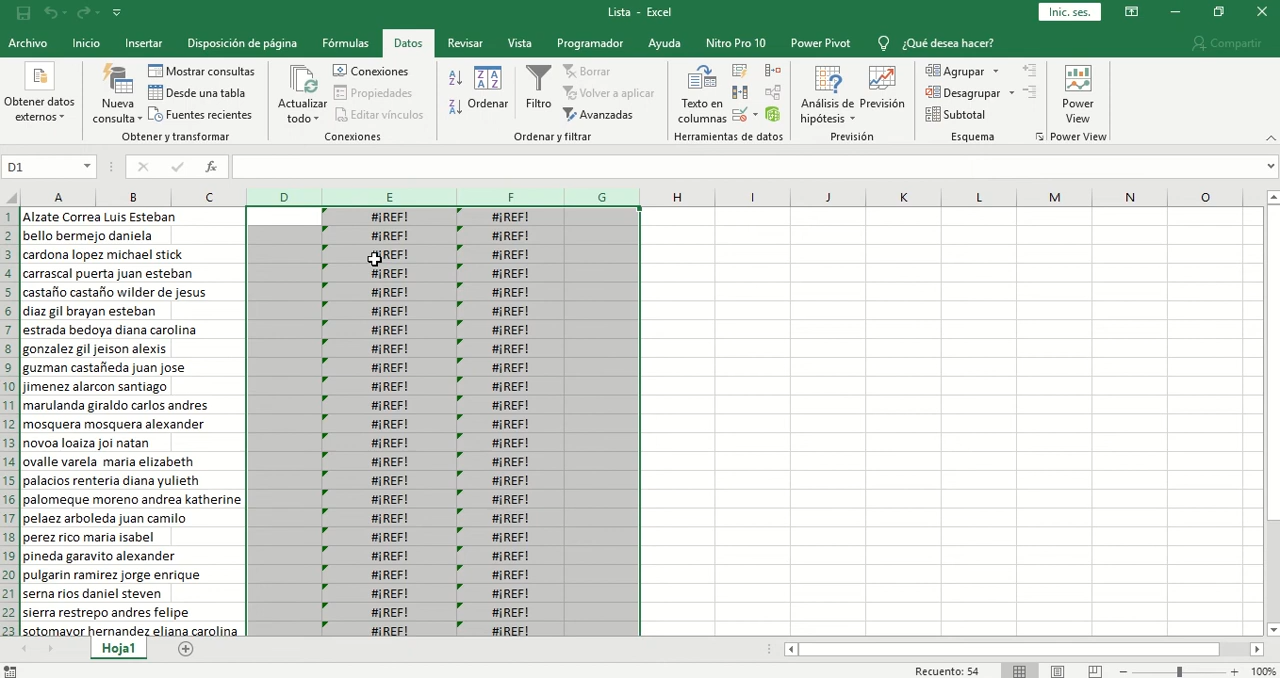 Lista - Excel
Inic. ses.
Archivo Inicio Insertar Disposición de página Fórmulas Datos Revisar Vista Programador Ayuda Nitro Pro 10 Power Pivot ¿Qué desea hacer? Compartir
Obtener datos externos
Nueva consulta
Mostrar consultas
Desde una tabla
Fuentes recientes
Obtener y transformar
Actualizar todo
Conexiones
Propiedades
Editar vínculos
Conexiones
Ordenar
Filtro
Borrar
Volver a aplicar
Avanzadas
Ordenar y filtrar
Texto en columnas
Herramientas de datos
Análisis de hipótesis
Previsión
Previsión
Agrupar
Desagrupar
Subtotal
Esquema
Power View
Power View
D1
fx
A B C D E F G H I J K L M N O
1 Alzate Correa Luis Esteban #¡REF! #¡REF!
2 bello bermejo daniela #¡REF! #¡REF!
3 cardona lopez michael stick #¡REF! #¡REF!
4 carrascal puerta juan esteban #¡REF! #¡REF!
5 castaño castaño wilder de jesus #¡REF! #¡REF!
6 diaz gil brayan esteban #¡REF! #¡REF!
7 estrada bedoya diana carolina #¡REF! #¡REF!
8 gonzalez gil jeison alexis #¡REF! #¡REF!
9 guzman castañeda juan jose #¡REF! #¡REF!
10 jimenez alarcon santiago #¡REF! #¡REF!
11 marulanda giraldo carlos andres #¡REF! #¡REF!
12 mosquera mosquera alexander #¡REF! #¡REF!
13 novoa loaiza joi natan #¡REF! #¡REF!
14 ovalle varela  maria elizabeth #¡REF! #¡REF!
15 palacios renteria diana yulieth #¡REF! #¡REF!
16 palomeque moreno andrea katherine #¡REF! #¡REF!
17 pelaez arboleda juan camilo #¡REF! #¡REF!
18 perez rico maria isabel #¡REF! #¡REF!
19 pineda garavito alexander #¡REF! #¡REF!
20 pulgarin ramirez jorge enrique #¡REF! #¡REF!
21 serna rios daniel steven #¡REF! #¡REF!
22 sierra restrepo andres felipe #¡REF! #¡REF!
23 sotomayor hernandez eliana carolina #¡REF! #¡REF!
Hoja1
Recuento: 54
100%